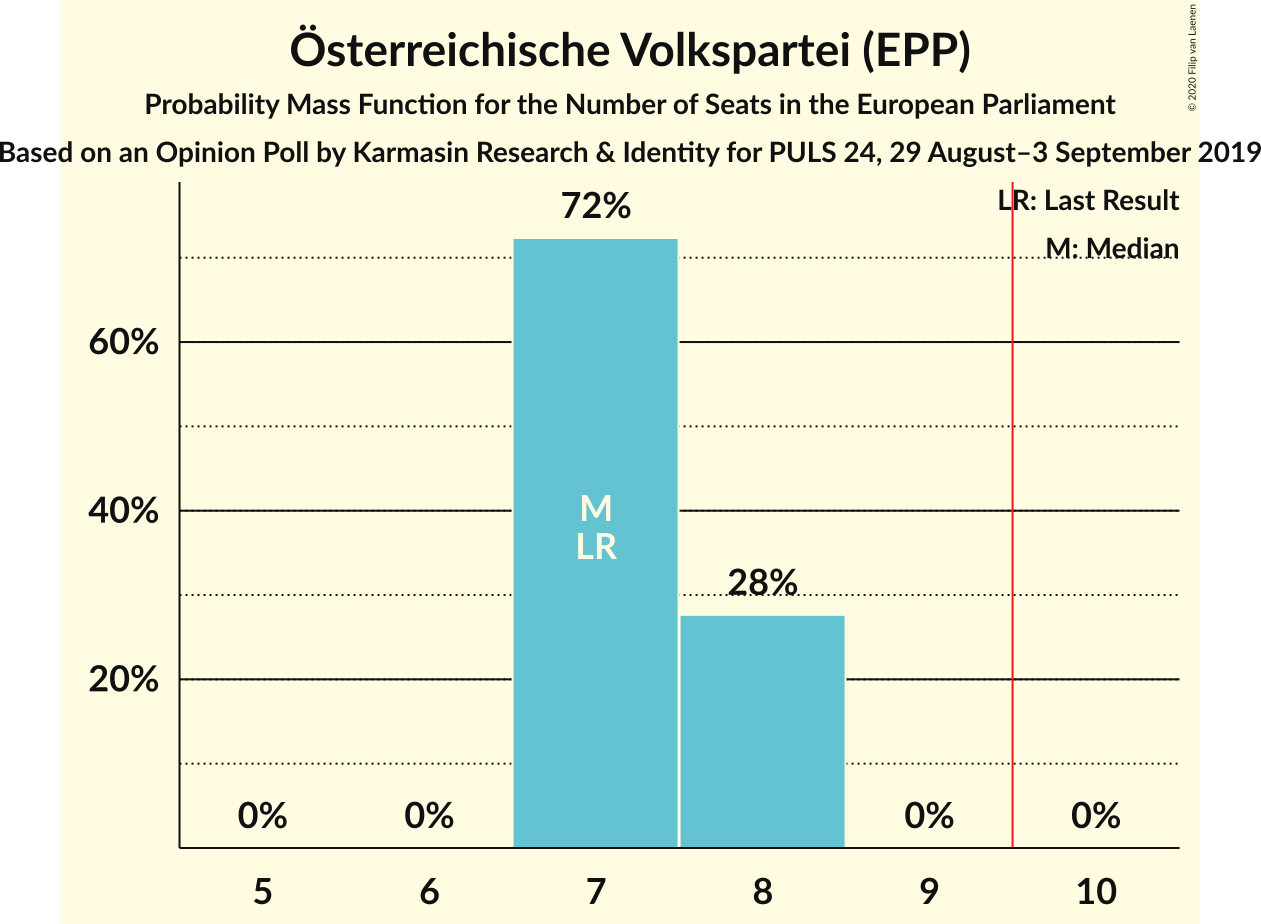 Österreichische Volkspartei (EPP)
Probability Mass Function for the Number of Seats in the European Parliament
Based on an Opinion Poll by Karmasin Research & Identity for PULS 24, 29 August–3 September 2019
© 2020 Filip van Laenen
LR: Last Result
M: Median
72%
60%
40%
20%
M
LR
28%
0%
0%
0%
0%
5
6
7
8
9
10